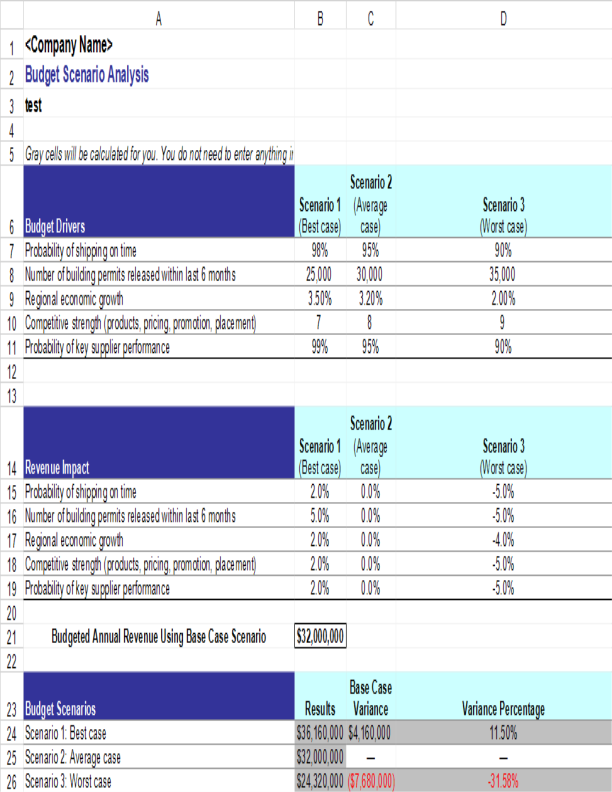 A B C D
1 <Company Name>
2 Budget Scenario Analysis
3 test
4
5 Gray cells will be calculated for you. You do not need to enter anything i
Scenario 2
Scenario 1 (Average Scenario 3
6 Budget Drivers (Best case) case) (Worst case)
7 Probability of shipping on time 98% 95% 90%
8 Number of building permits released within last 6 months 25,000 30,000 35,000
9 Regional economic growth 3.50% 3.20% 2.00%
10 Competitive strength (products, pricing, promotion, placement) 7 8 9
11 Probability of key supplier performance 99% 95% 90%
12
13
Scenario 2
Scenario 1 (Average Scenario 3
14 Revenue Impact (Best case) case) (Worst case)
15 Probability of shipping on time 2.0% 0.0% -5.0%
16 Number of building permits released within last 6 months 5.0% 0.0% -5.0%
17 Regional economic growth 2.0% 0.0% -4.0%
18 Competitive strength (products, pricing, promotion, placement) 2.0% 0.0% -5.0%
19 Probability of key supplier performance 2.0% 0.0% -5.0%
20
21 Budgeted Annual Revenue Using Base Case Scenario $32,000,000
22
Base Case
23 Budget Scenarios Results Variance Variance Percentage
24 Scenario 1: Best case $36,160,000 $4,160,000 11.50%
25 Scenario 2: Average case $32,000,000 — —
26 Scenario 3: Worst case $24,320,000 ($7,680,000) -31.58%